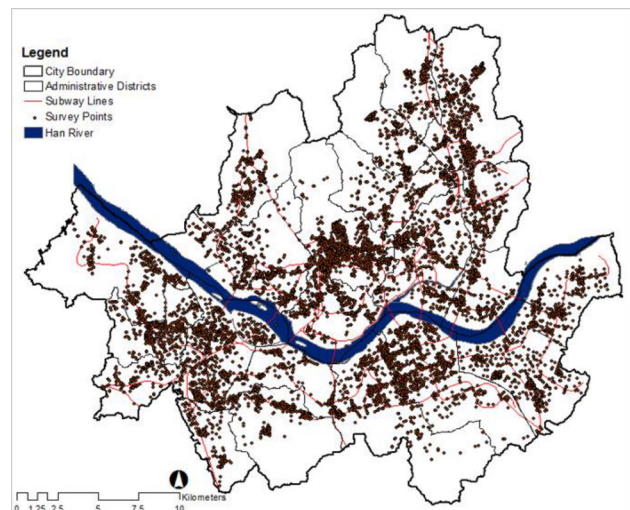 Legend
City Boundary
Administrative Districts
Subway Lines
Survey Points
Han River
Kilometers
0 1.25 2.5 5 7.5 10